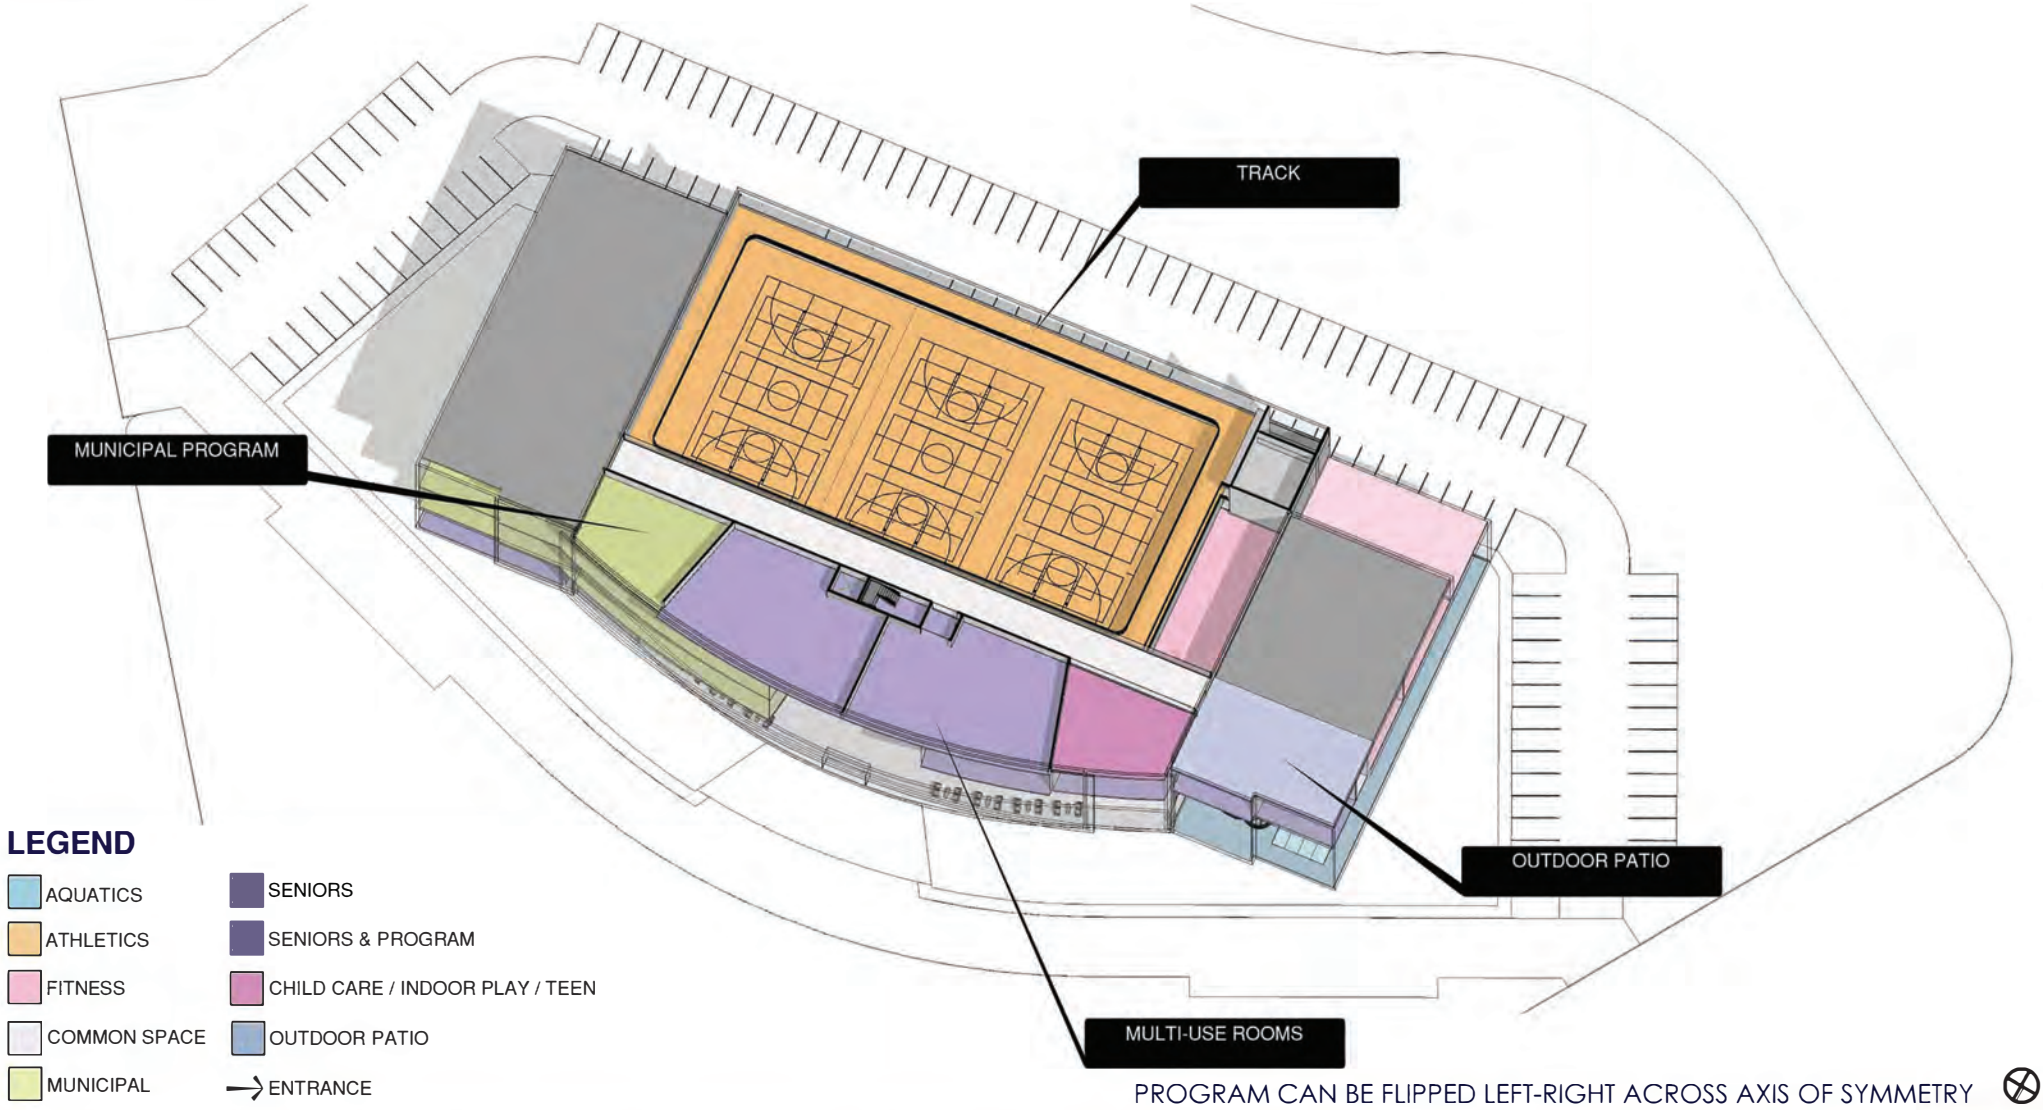 TRACK
MUNICIPAL PROGRAM
OUTDOOR PATIO
MULTI-USE ROOMS
LEGEND
AQUATICS
ATHLETICS
FITNESS
COMMON SPACE
MUNICIPAL
SENIORS
SENIORS & PROGRAM
CHILD CARE / INDOOR PLAY / TEEN
OUTDOOR PATIO
ENTRANCE
PROGRAM CAN BE FLIPPED LEFT-RIGHT ACROSS AXIS OF SYMMETRY